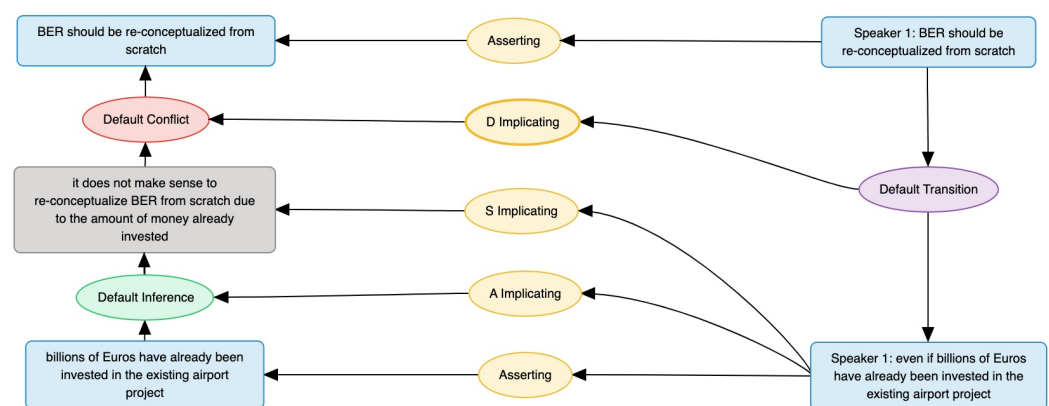 BER should be re-conceptualized from
scratch
Asserting
Speaker 1: BER should be
re-conceptualized from scratch
Default Conflict
D Implicating
Default Transition
it does not make sense to
re-conceptualize BER from scratch due
to the amount of money already
invested
S Implicating
Default Inference
A Implicating
billions of Euros have already been
invested in the existing airport
project
Asserting
Speaker 1: even if billions of Euros
have already been invested in the
existing airport project